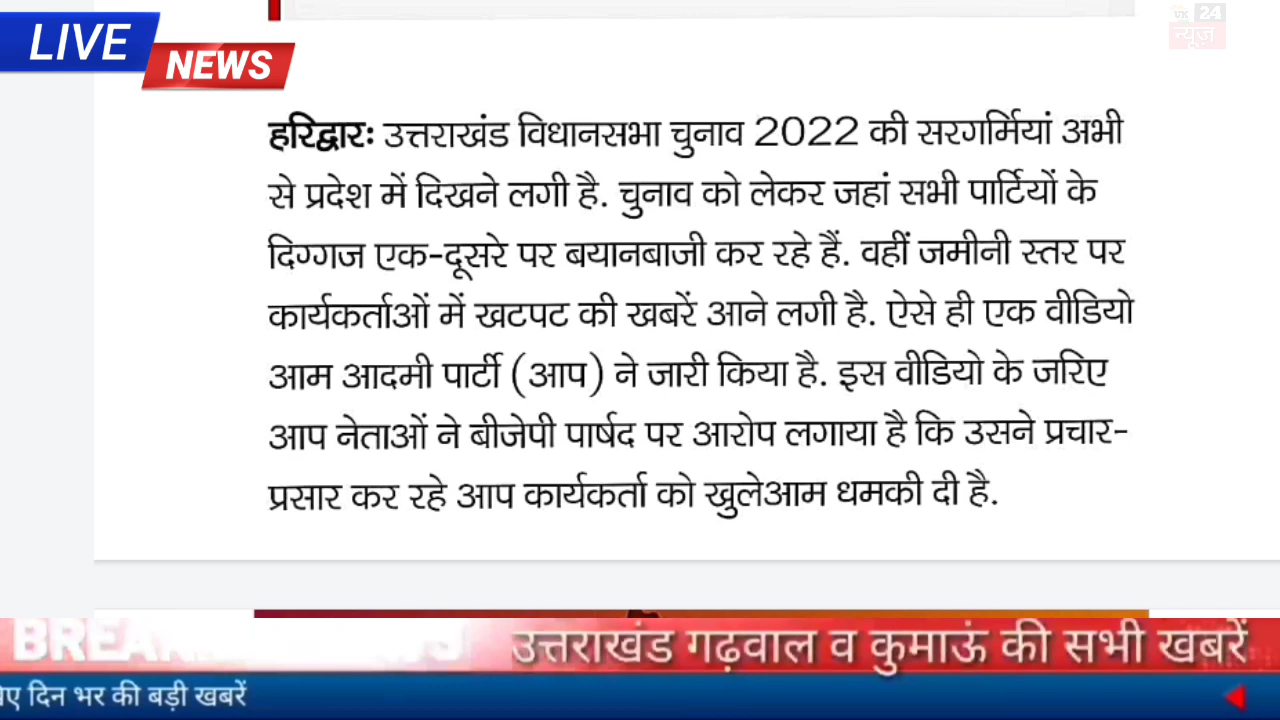 LIVE
NEWS
UK 24
न्यूज़
हरिद्वारः उत्तराखंड विधानसभा चुनाव 2022 की सरगर्मियां अभी
से प्रदेश में दिखने लगी है. चुनाव को लेकर जहां सभी पार्टियों के
दिग्गज एक-दूसरे पर बयानबाजी कर रहे हैं. वहीं जमीनी स्तर पर
कार्यकर्ताओं में खटपट की खबरें आने लगी है. ऐसे ही एक वीडियो
आम आदमी पार्टी (आप) ने जारी किया है. इस वीडियो के जरिए
आप नेताओं ने बीजेपी पार्षद पर आरोप लगाया है कि उसने प्रचार-
प्रसार कर रहे आप कार्यकर्ता को खुलेआम धमकी दी है.
उत्तराखंड गढ़वाल व कुमाऊं की सभी खबरें
दिन भर की बड़ी खबरें